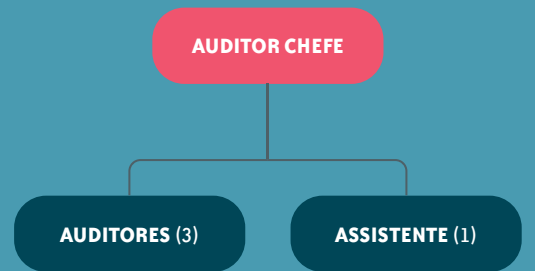 AUDITOR CHEFE
AUDITORES (3)
ASSISTENTE (1)